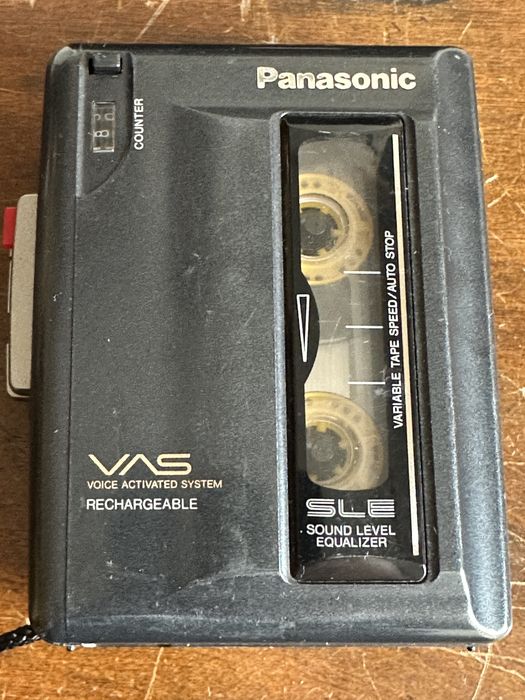 Panasonic
COUNTER
VARIABLE TAPE SPEED/AUTO STOP
VAS
VOICE ACTIVATED SYSTEM
RECHARGEABLE
SLE
SOUND LEVEL
EQUALIZER